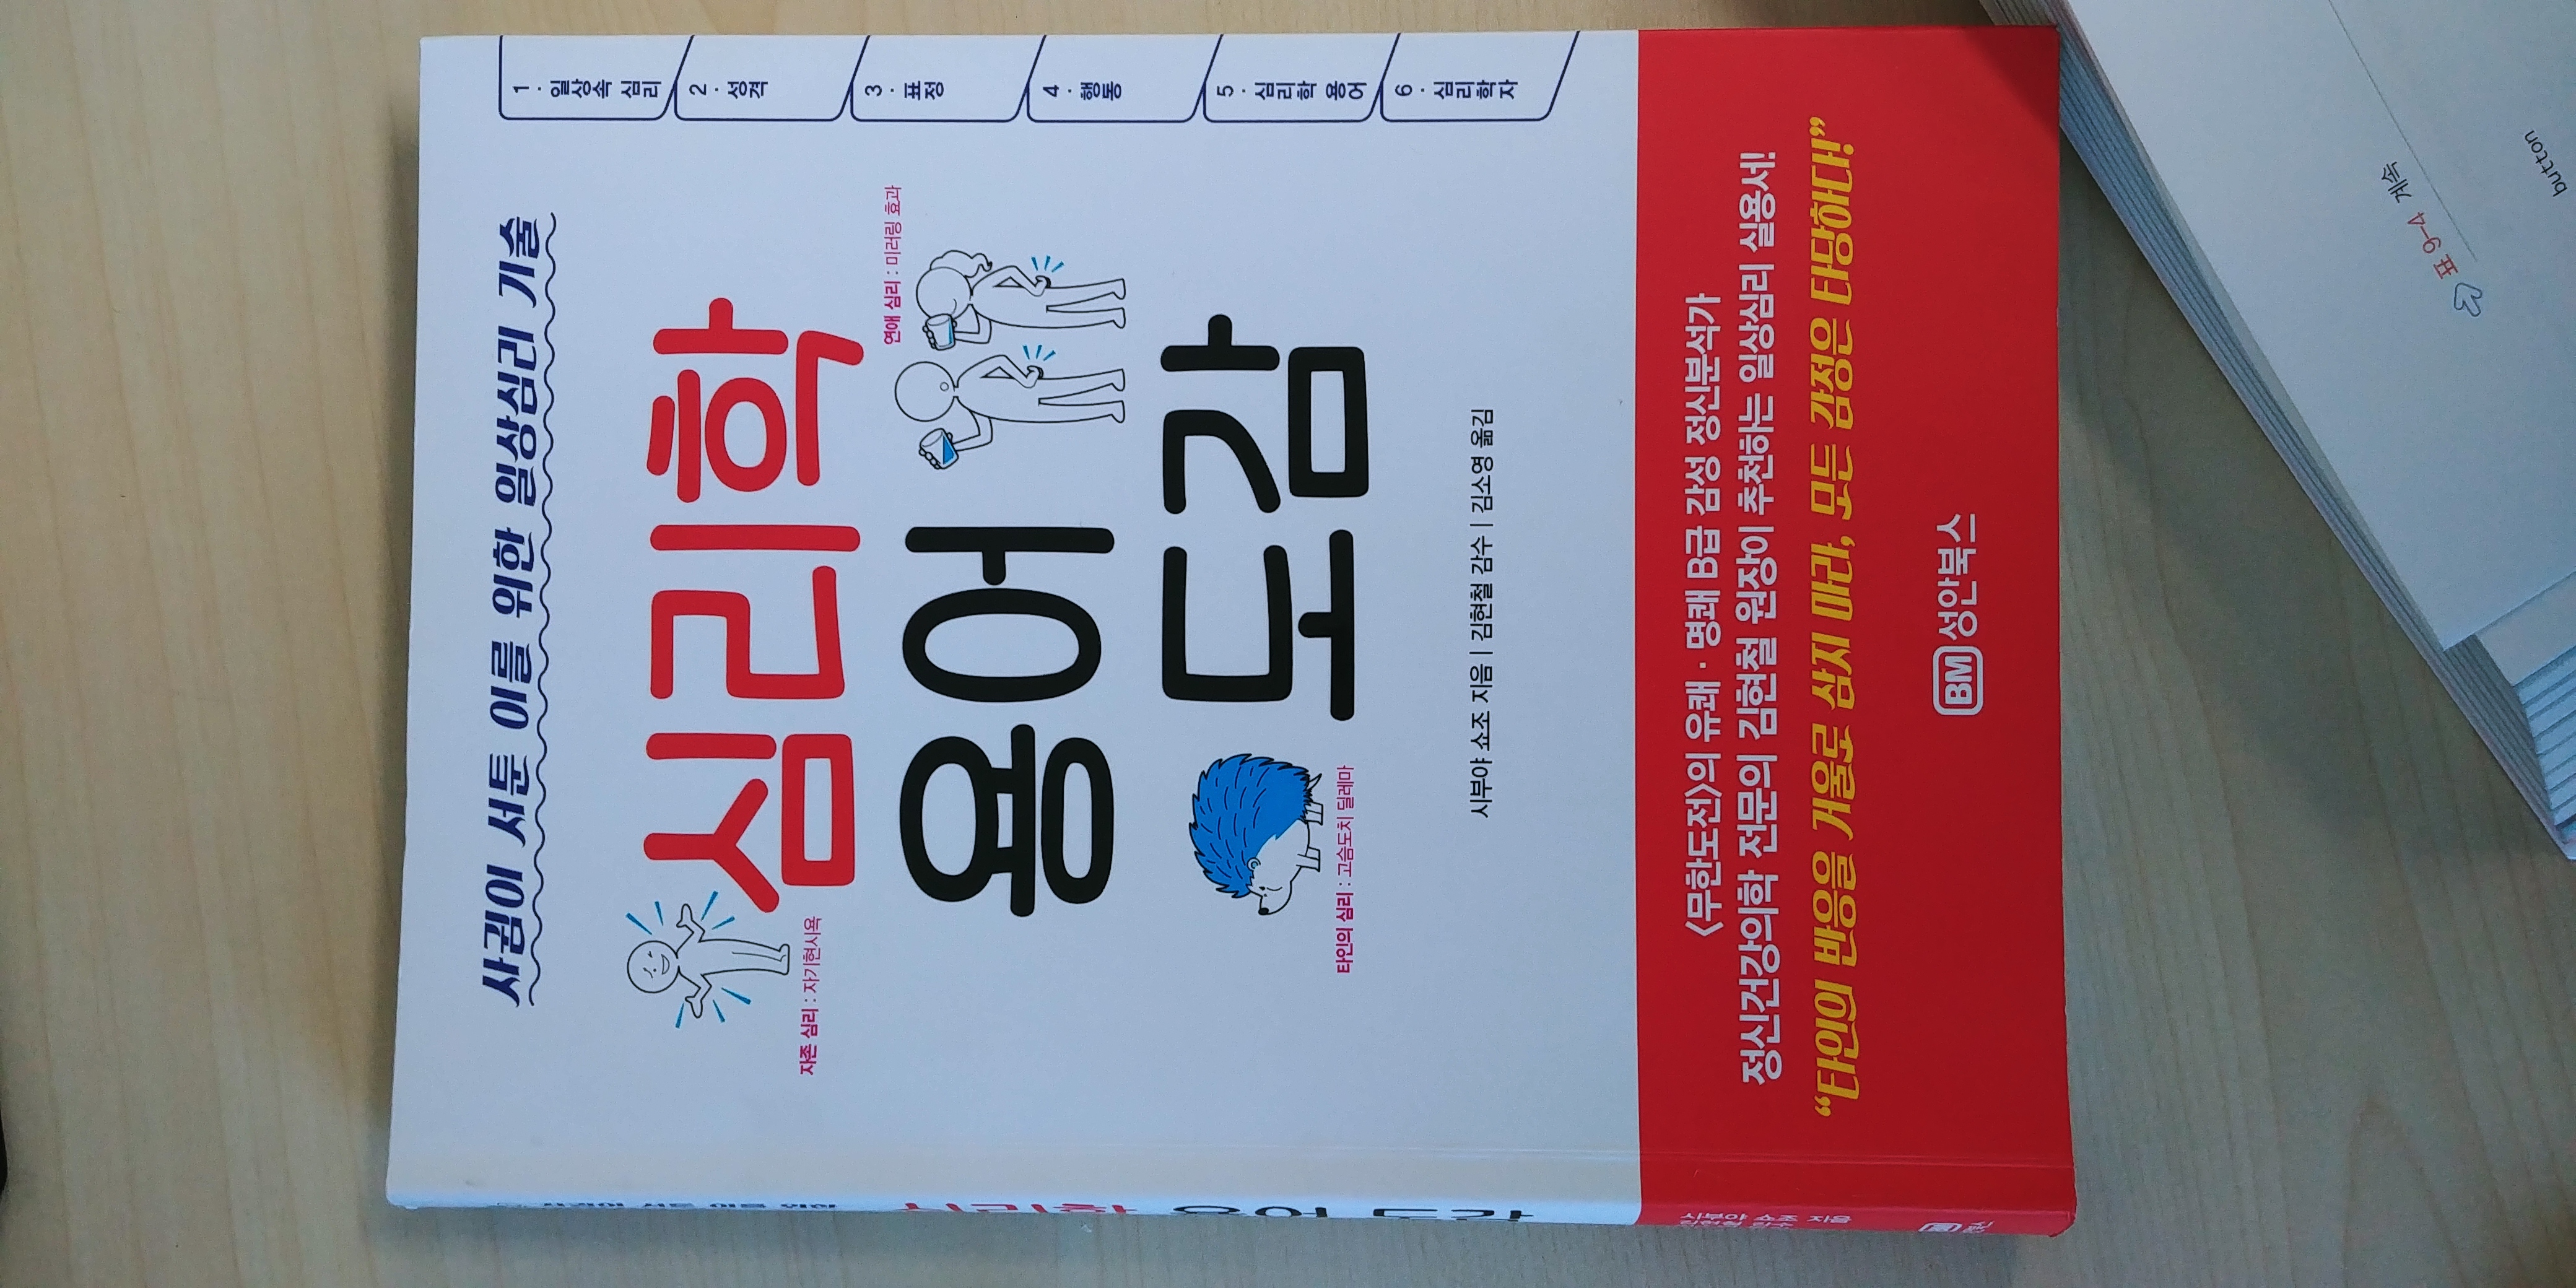 사귐이 서툰 이를 위한 일상심리 기술
1 · 일상속 심리
2 · 성격
3 · 표정
4 · 행동
5 · 심리학 용어
6 · 심리학자
심리학
자존 심리 : 자기현시욕
연애 심리 : 미러링 효과
용어
도감
타인의 심리 : 고슴도치 딜레마
시부야 쇼조 지음 | 김현철 감수 | 김소영 옮김
<무한도전>의 유쾌 · 명쾌 B급 감성 정신분석가
정신건강의학 전문의 김현철 원장이 추천하는 일상심리 실용서!
“타인의 반응을 거울로 삼지 마라, 모든 감정은 타당하다!”
BM 성안북스
표 9-4 계속
button